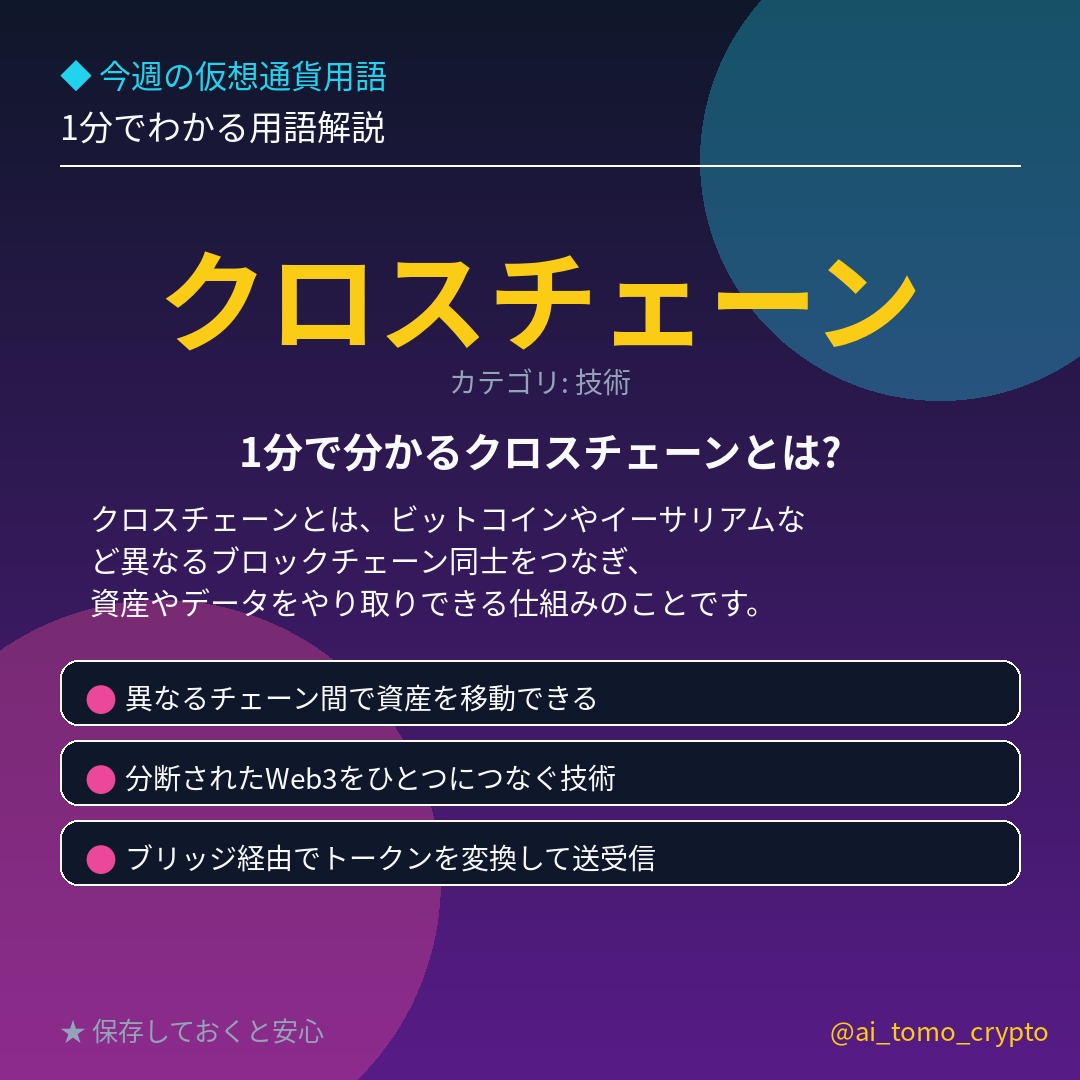 ◆ 今週の仮想通貨用語
1分でわかる用語解説
クロスチェーン
カテゴリ: 技術
1分で分かるクロスチェーンとは?
クロスチェーンとは、ビットコインやイーサリアムな
ど異なるブロックチェーン同士をつなぎ、
資産やデータをやり取りできる仕組みのことです。
● 異なるチェーン間で資産を移動できる
● 分断されたWeb3をひとつにつなぐ技術
● ブリッジ経由でトークンを変換して送受信
★ 保存しておくと安心
@ai_tomo_crypto